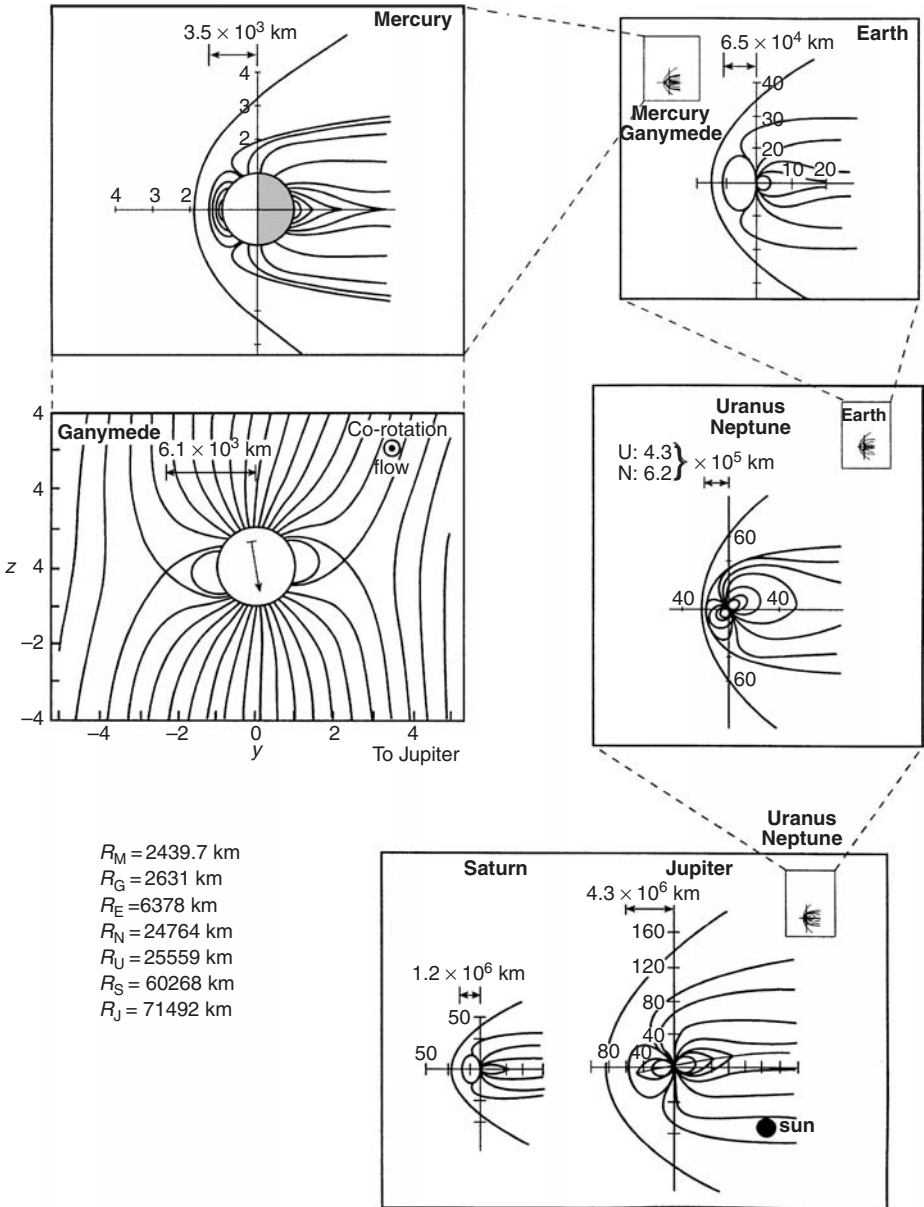 Mercury
3.5 × 10³ km
4
3
2
4 3 2
Earth
6.5 × 10⁴ km
Mercury
Ganymede
40
30
20
10 20
Ganymede
6.1 × 10³ km
Co-rotation
flow
4
4
z 4
−2
−4
−4 −2 0 2 4
y
To Jupiter
Uranus
Neptune
Earth
U: 4.3
N: 6.2} × 10⁵ km
60
40 40
60
Uranus
Neptune
R_M = 2439.7 km
R_G = 2631 km
R_E =6378 km
R_N = 24764 km
R_U = 25559 km
R_S = 60268 km
R_J = 71492 km
Saturn
1.2 × 10⁶ km
50
50
Jupiter
4.3 × 10⁶ km
160
120
80
40
80 40
sun